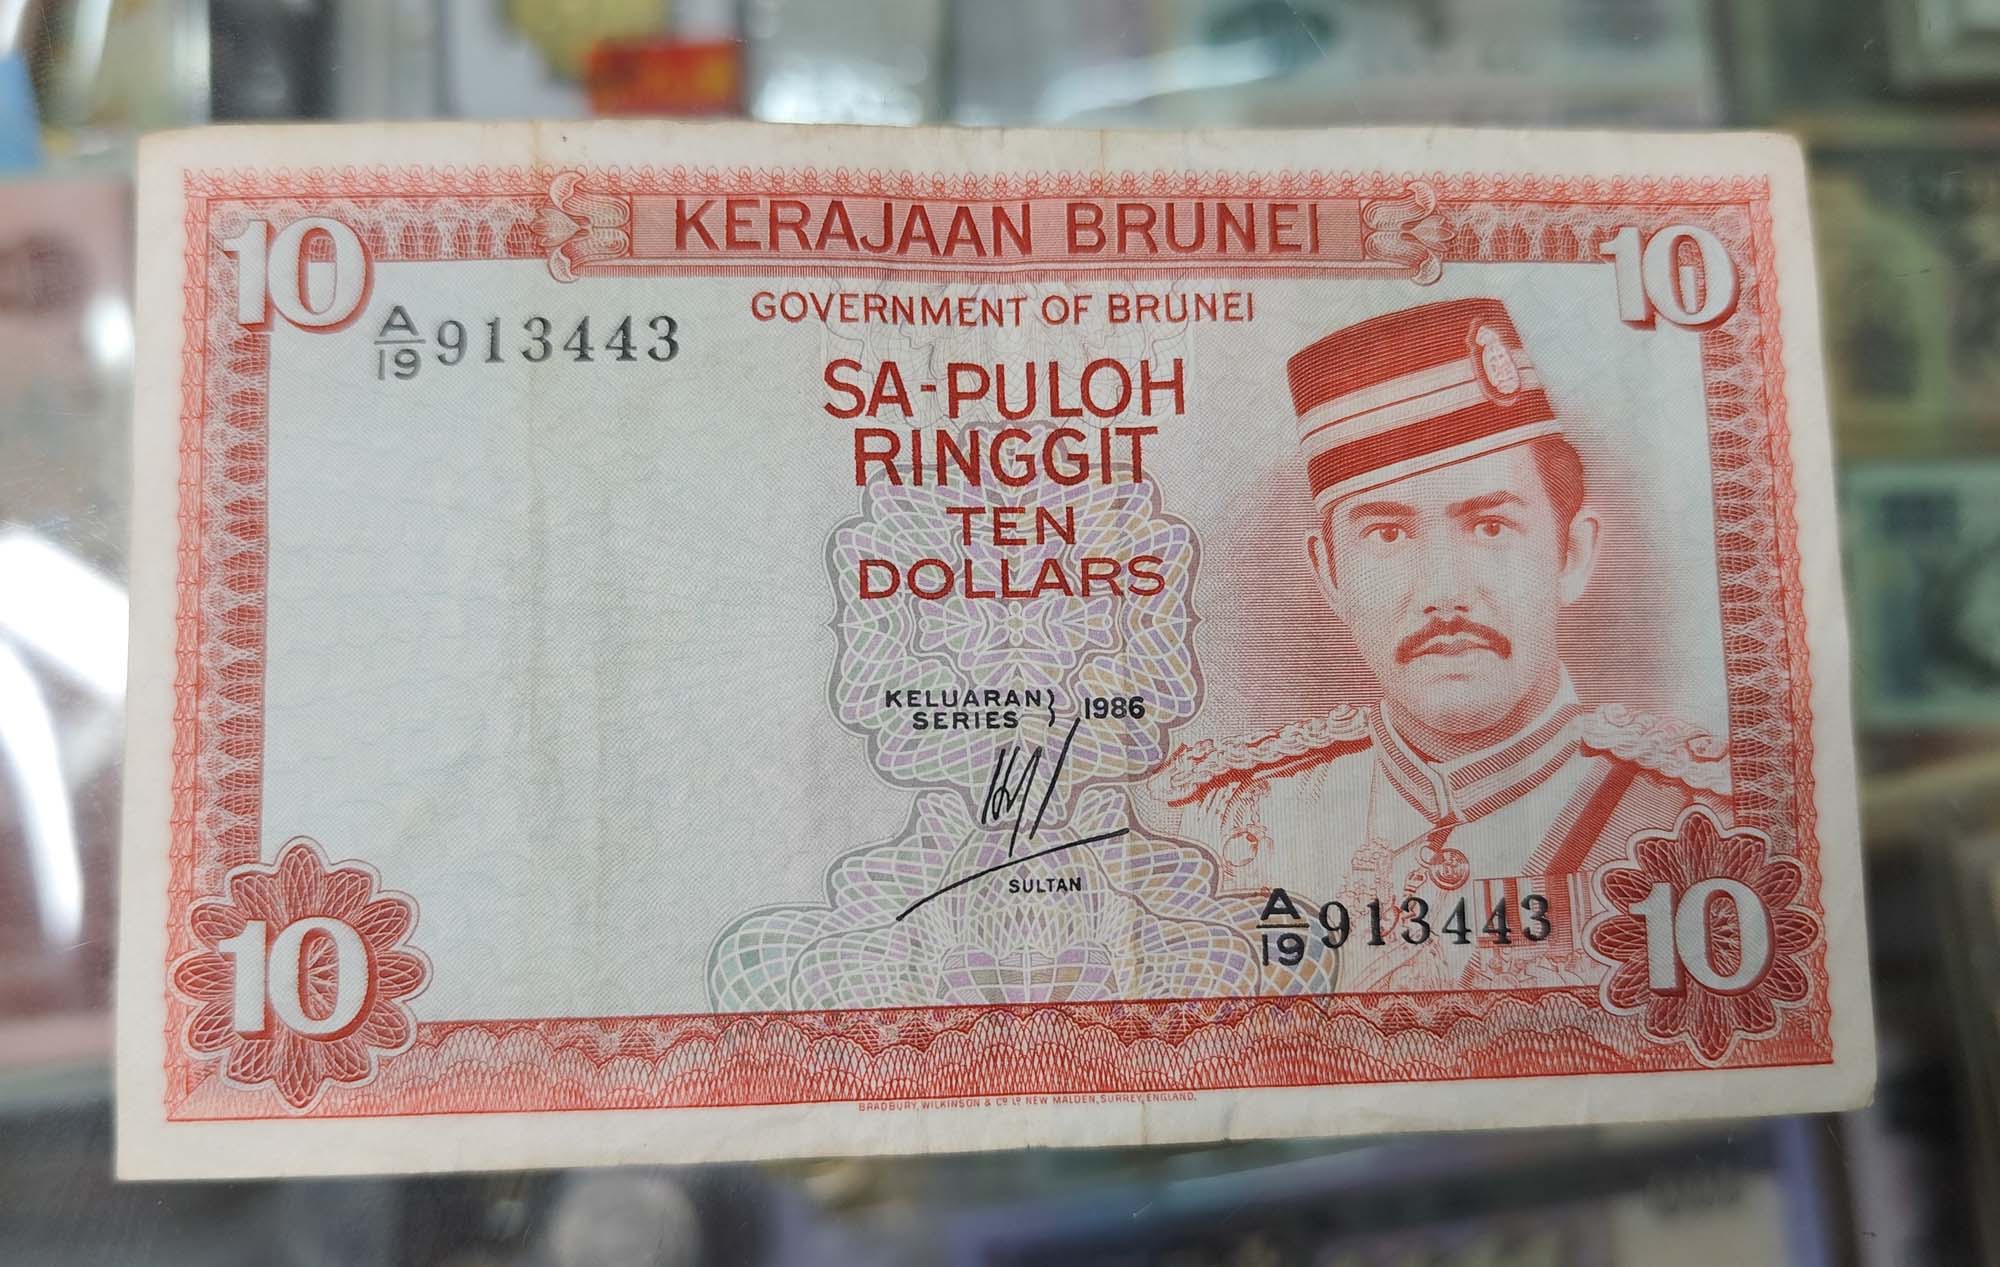 KERAJAAN BRUNEI
10
10
GOVERNMENT OF BRUNEI
A/19 913443
SA-PULOH
RINGGIT
TEN
DOLLARS
KELUARAN
SERIES } 1986
SULTAN
A/19 913443
10
10
BRADBURY, WILKINSON & Cº Lº NEW MALDEN, SURREY, ENGLAND.